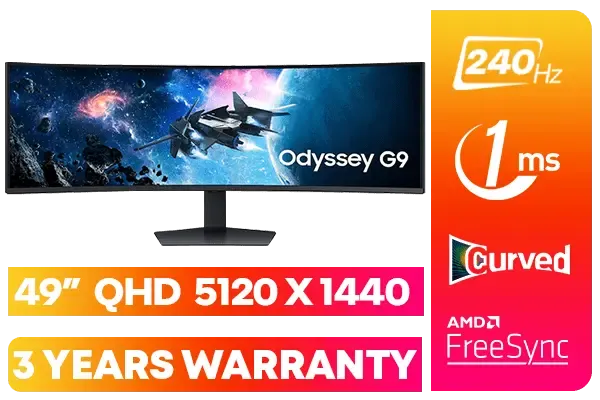 Odyssey G9
49" QHD 5120 X 1440
3 YEARS WARRANTY
240Hz
1ms
Curved
AMD
FreeSync